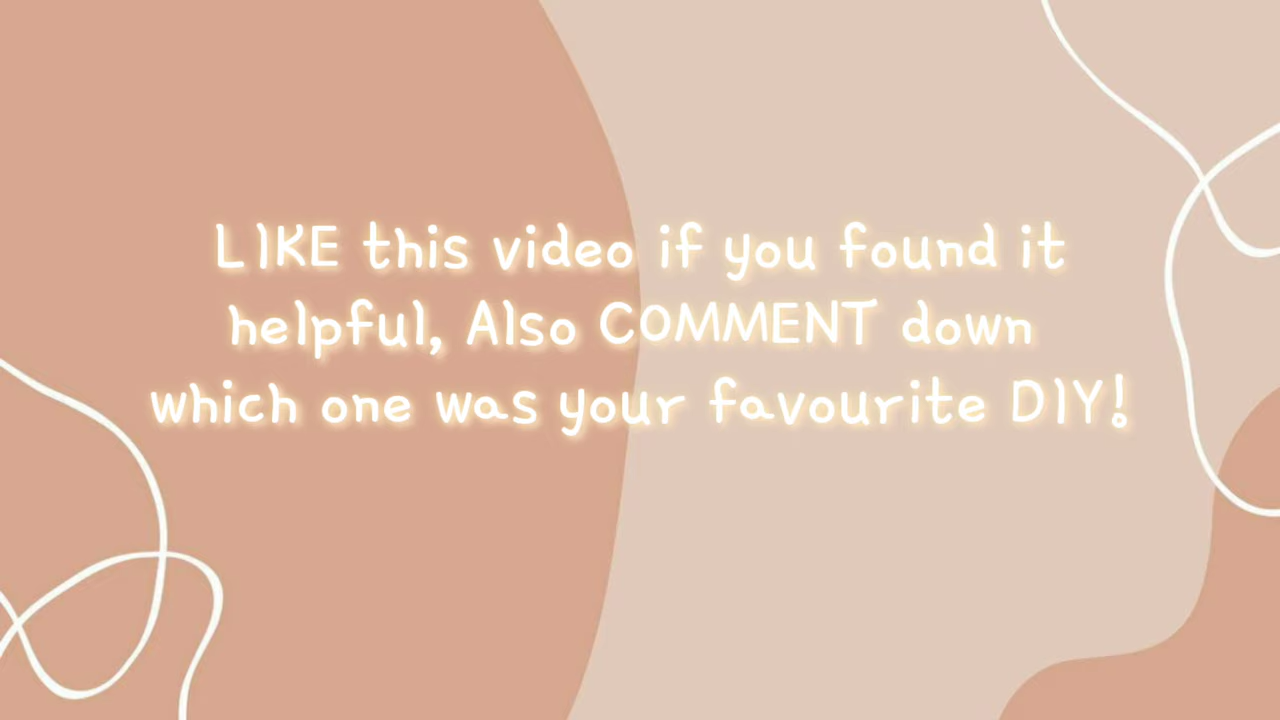 LIKE this video if you found it
helpful, Also COMMENT down
which one was your favourite DIY!